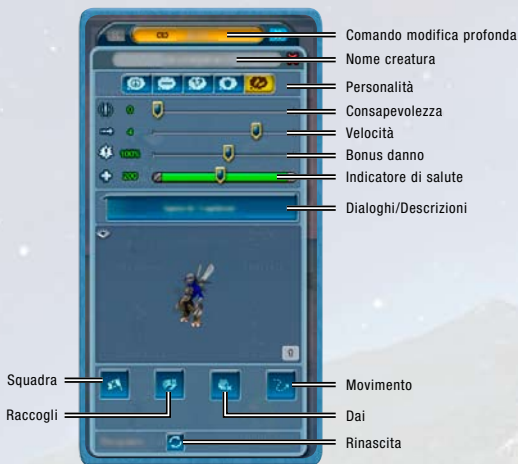 Comando modifica profonda
Nome creatura
Personalità
0
Consapevolezza
4
Velocità
100%
Bonus danno
200
Indicatore di salute
Dialoghi/Descrizioni
0
Squadra
Movimento
Raccogli
Dai
Rinascita